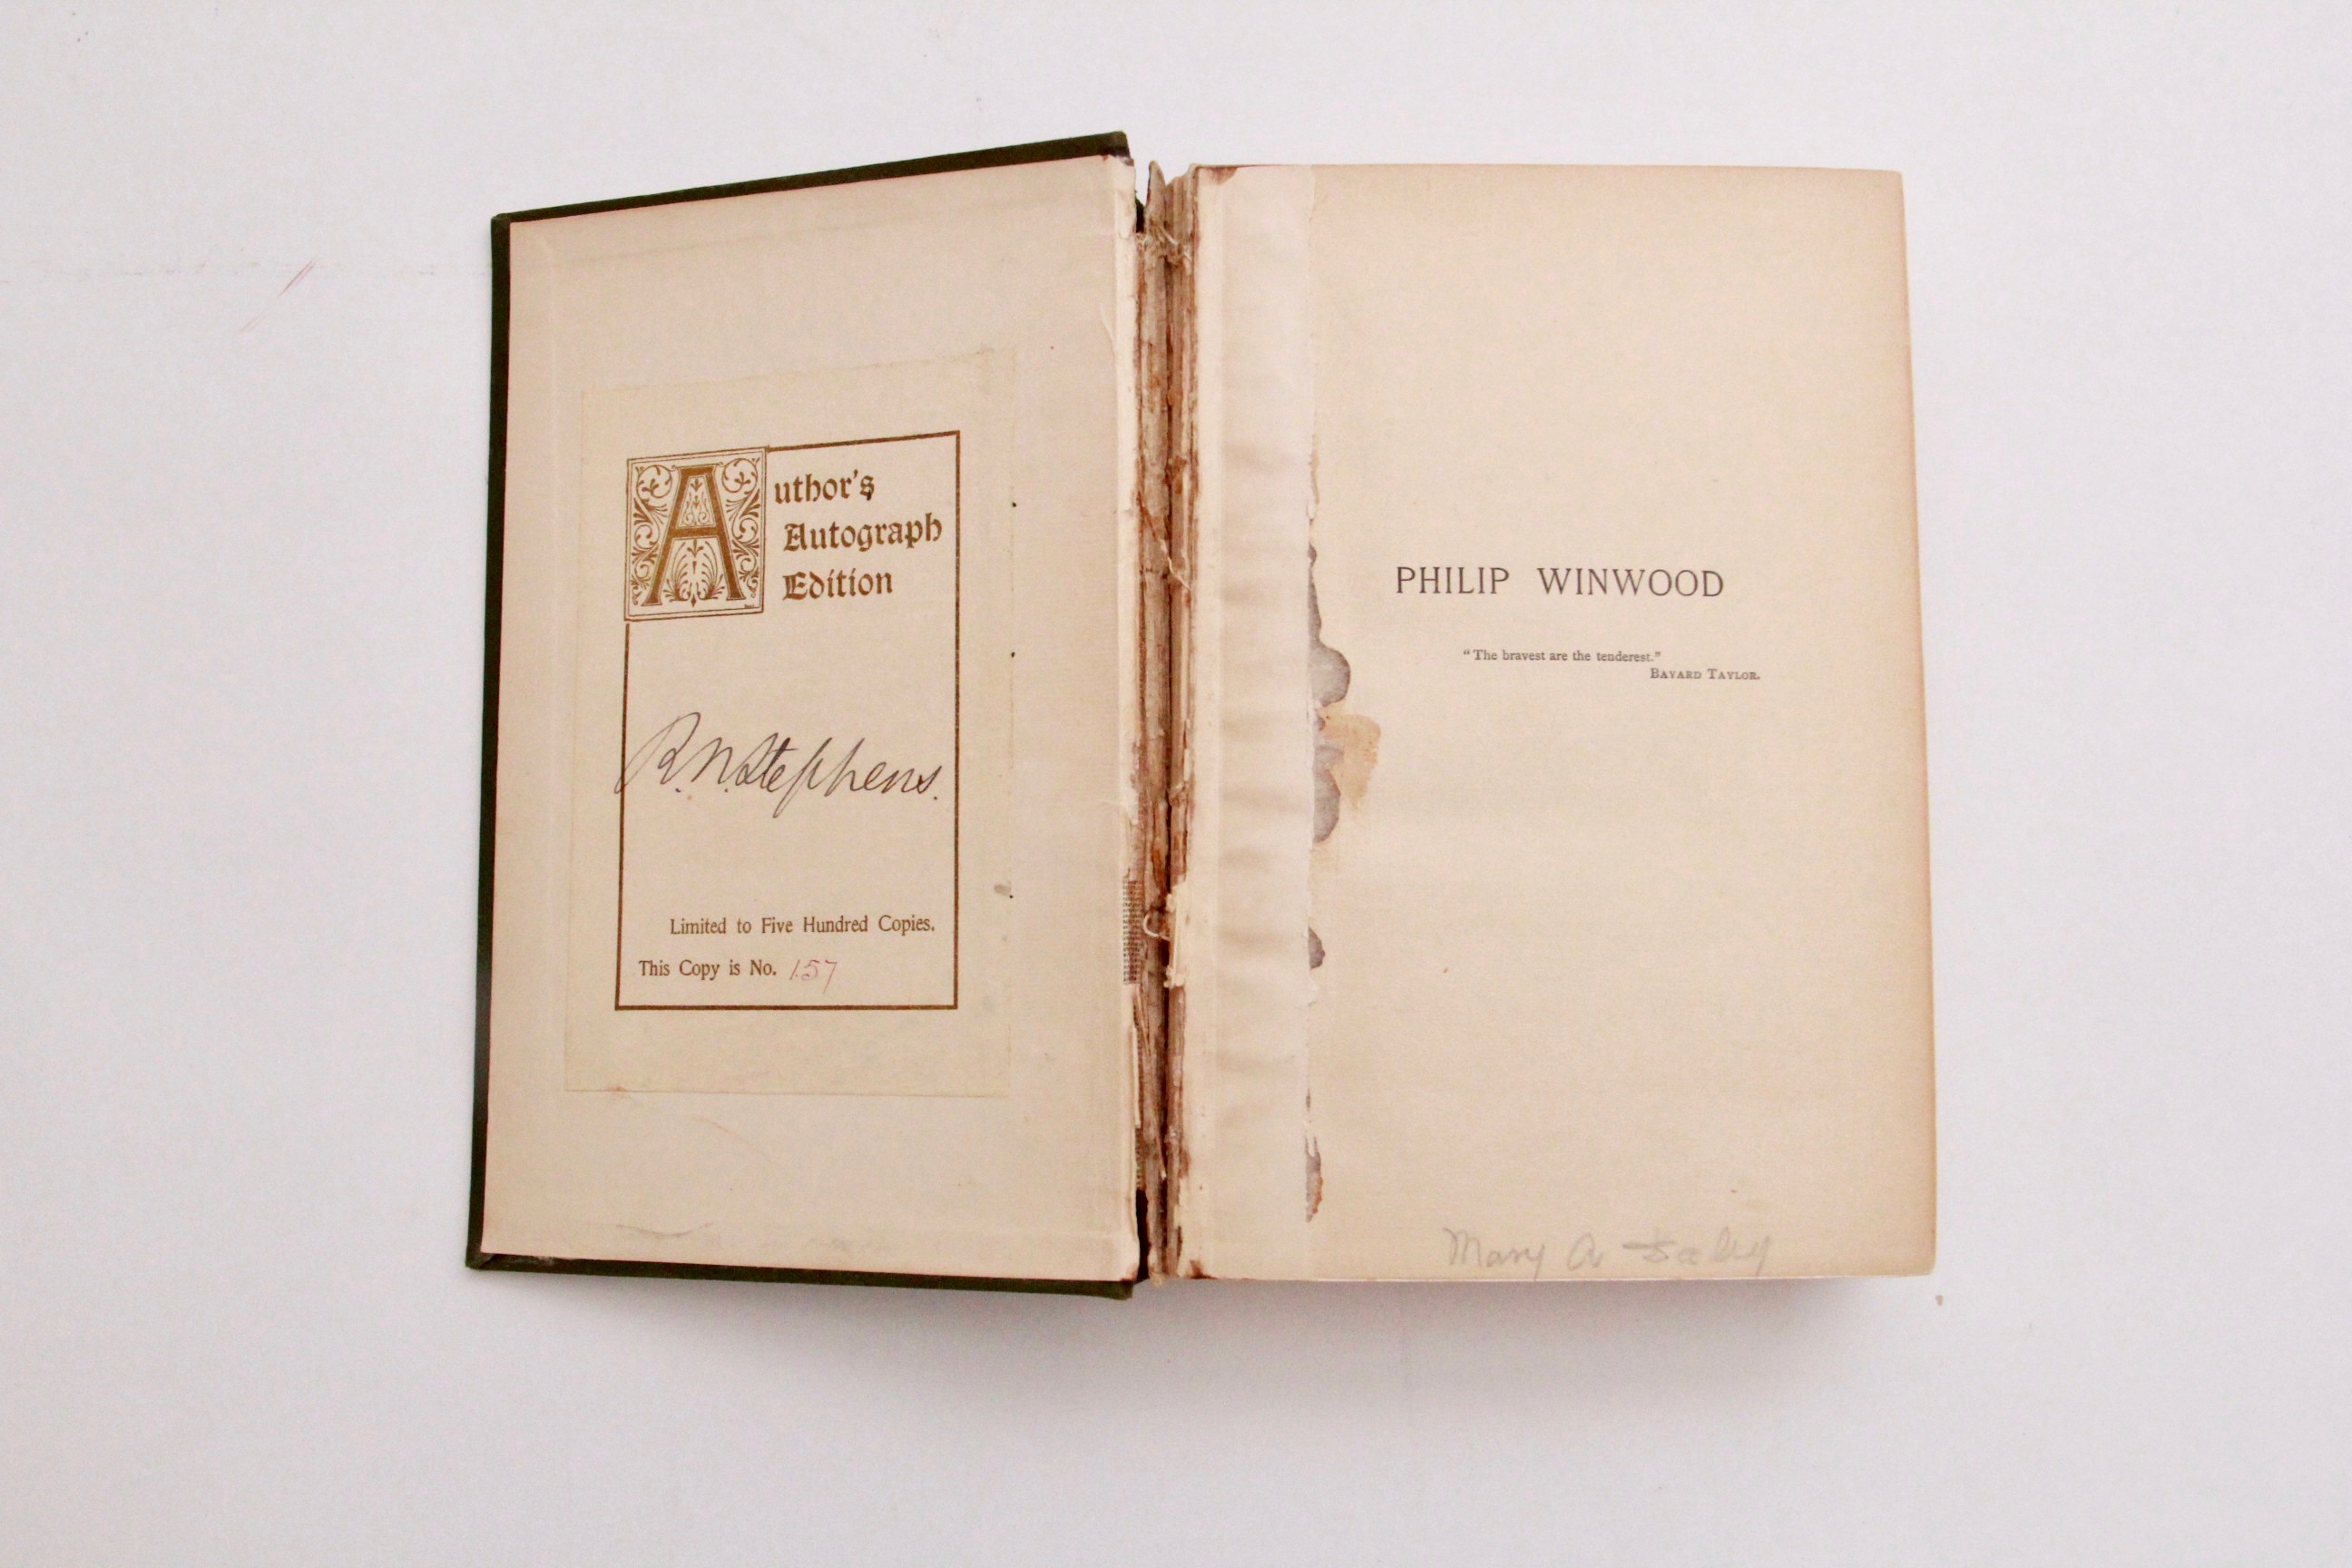 Author's
Autograph
Edition
R. N. Stephens.
Limited to Five Hundred Copies.
This Copy is No. 157
PHILIP WINWOOD
"The bravest are the tenderest."
BAYARD TAYLOR.
Mary A